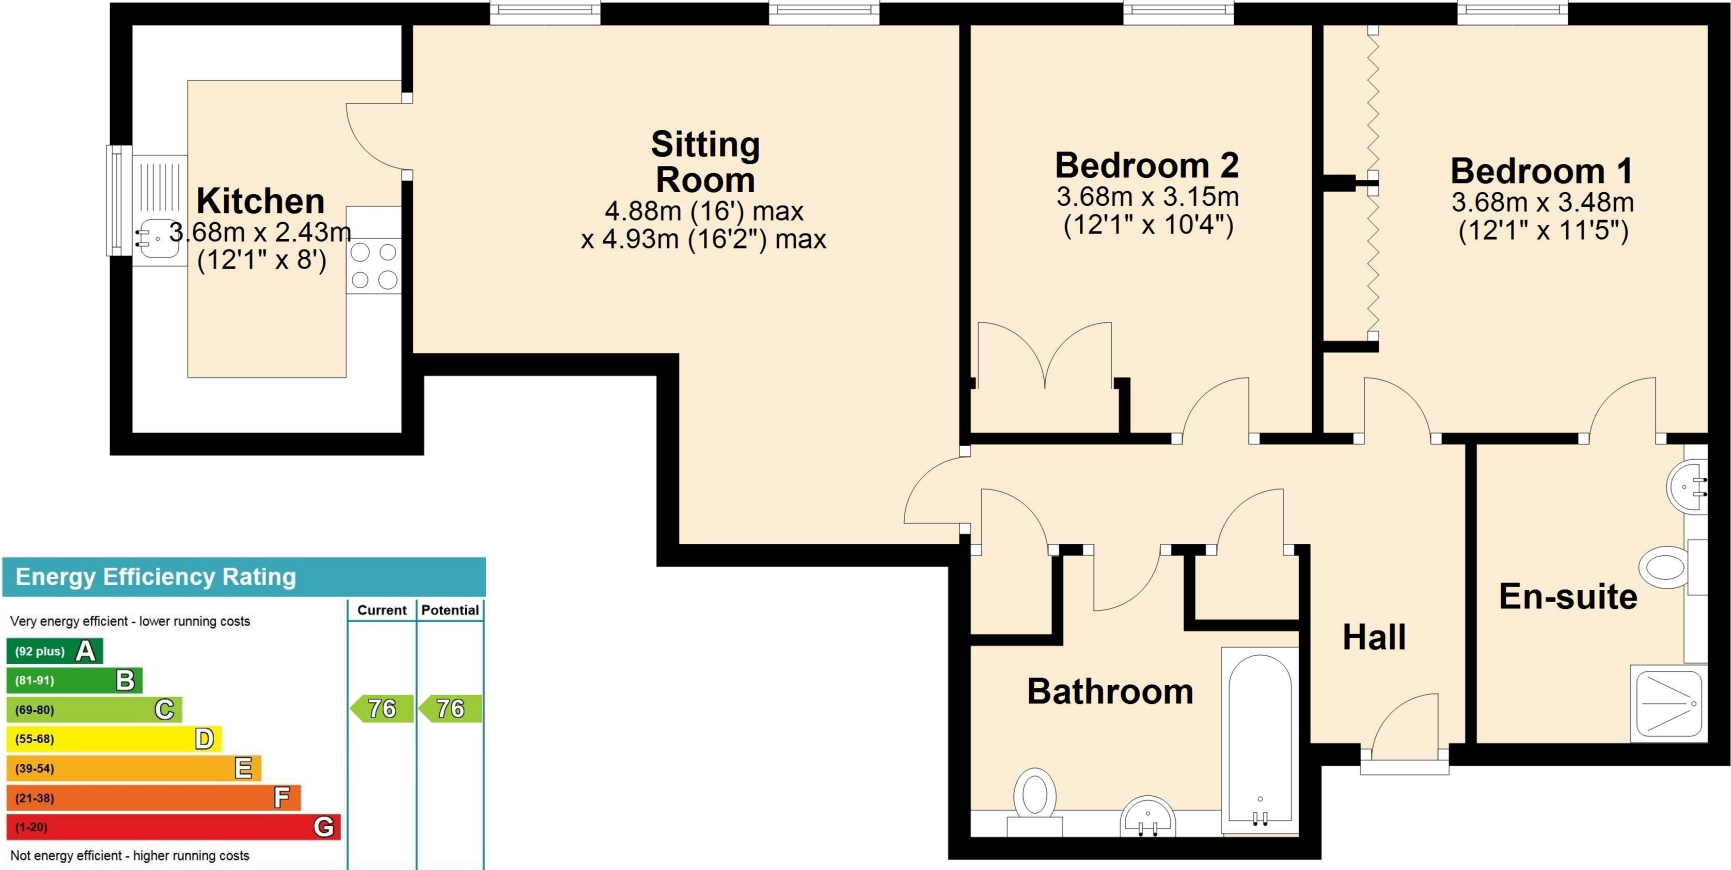 Kitchen
3.68m x 2.43m
(12'1" x 8')
Sitting
Room
4.88m (16') max
x 4.93m (16'2") max
Bedroom 2
3.68m x 3.15m
(12'1" x 10'4")
Bedroom 1
3.68m x 3.48m
(12'1" x 11'5")
En-suite
Hall
Bathroom
Energy Efficiency Rating
Current Potential
Very energy efficient - lower running costs
(92 plus) A
(81-91) B
(69-80) C 76 76
(55-68) D
(39-54) E
(21-38) F
(1-20) G
Not energy efficient - higher running costs